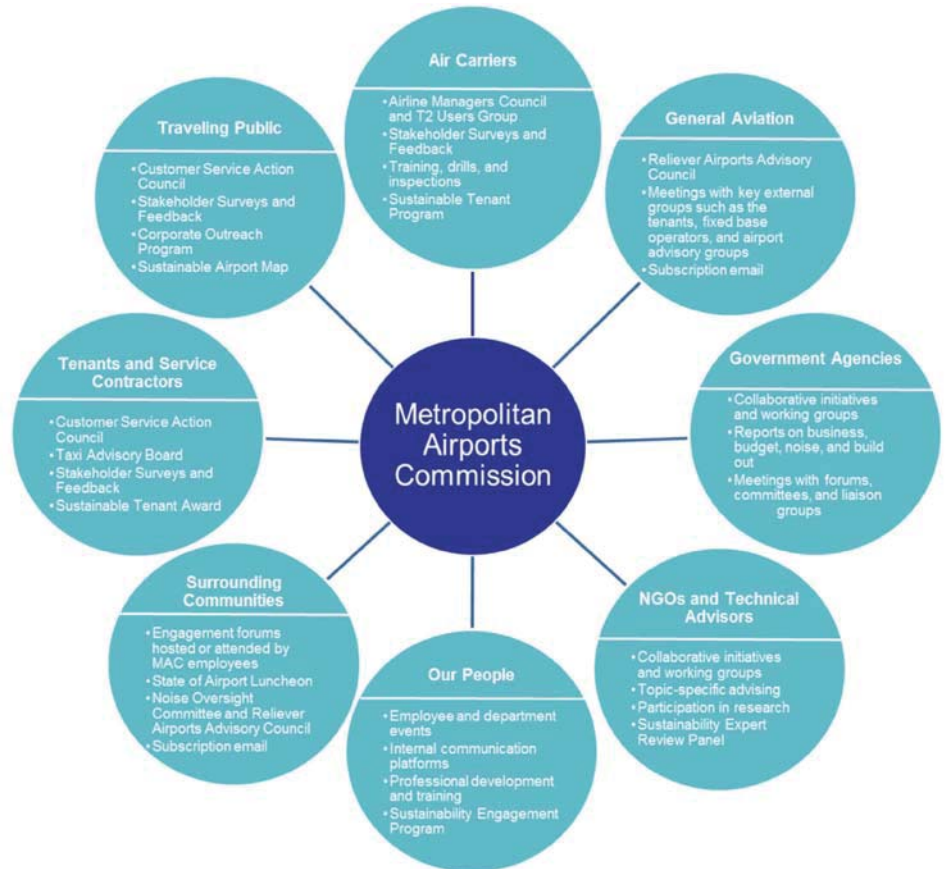 Air Carriers
•Airline Managers Council
and T2 Users Group
•Stakeholder Surveys and
Feedback
•Training, drills, and
inspections
•Sustainable Tenant
Program
General Aviation
•Reliever Airports Advisory
Council
•Meetings with key external
groups such as the
tenants, fixed base
operators, and airport
advisory groups
•Subscription email
Government Agencies
•Collaborative initiatives
and working groups
•Reports on business,
budget, noise, and build
out
•Meetings with forums,
committees, and liaison
groups
NGOs and Technical
Advisors
•Collaborative initiatives
and working groups
•Topic-specific advising
•Participation in research
•Sustainability Expert
Review Panel
Our People
•Employee and department
events
•Internal communication
platforms
•Professional development
and training
•Sustainability Engagement
Program
Surrounding
Communities
•Engagement forums
hosted or attended by
MAC employees
•State of Airport Luncheon
•Noise Oversight
Committee and Reliever
Airports Advisory Council
•Subscription email
Tenants and Service
Contractors
•Customer Service Action
Council
•Taxi Advisory Board
•Stakeholder Surveys and
Feedback
•Sustainable Tenant Award
Traveling Public
•Customer Service Action
Council
•Stakeholder Surveys and
Feedback
•Corporate Outreach
Program
•Sustainable Airport Map
Metropolitan
Airports
Commission